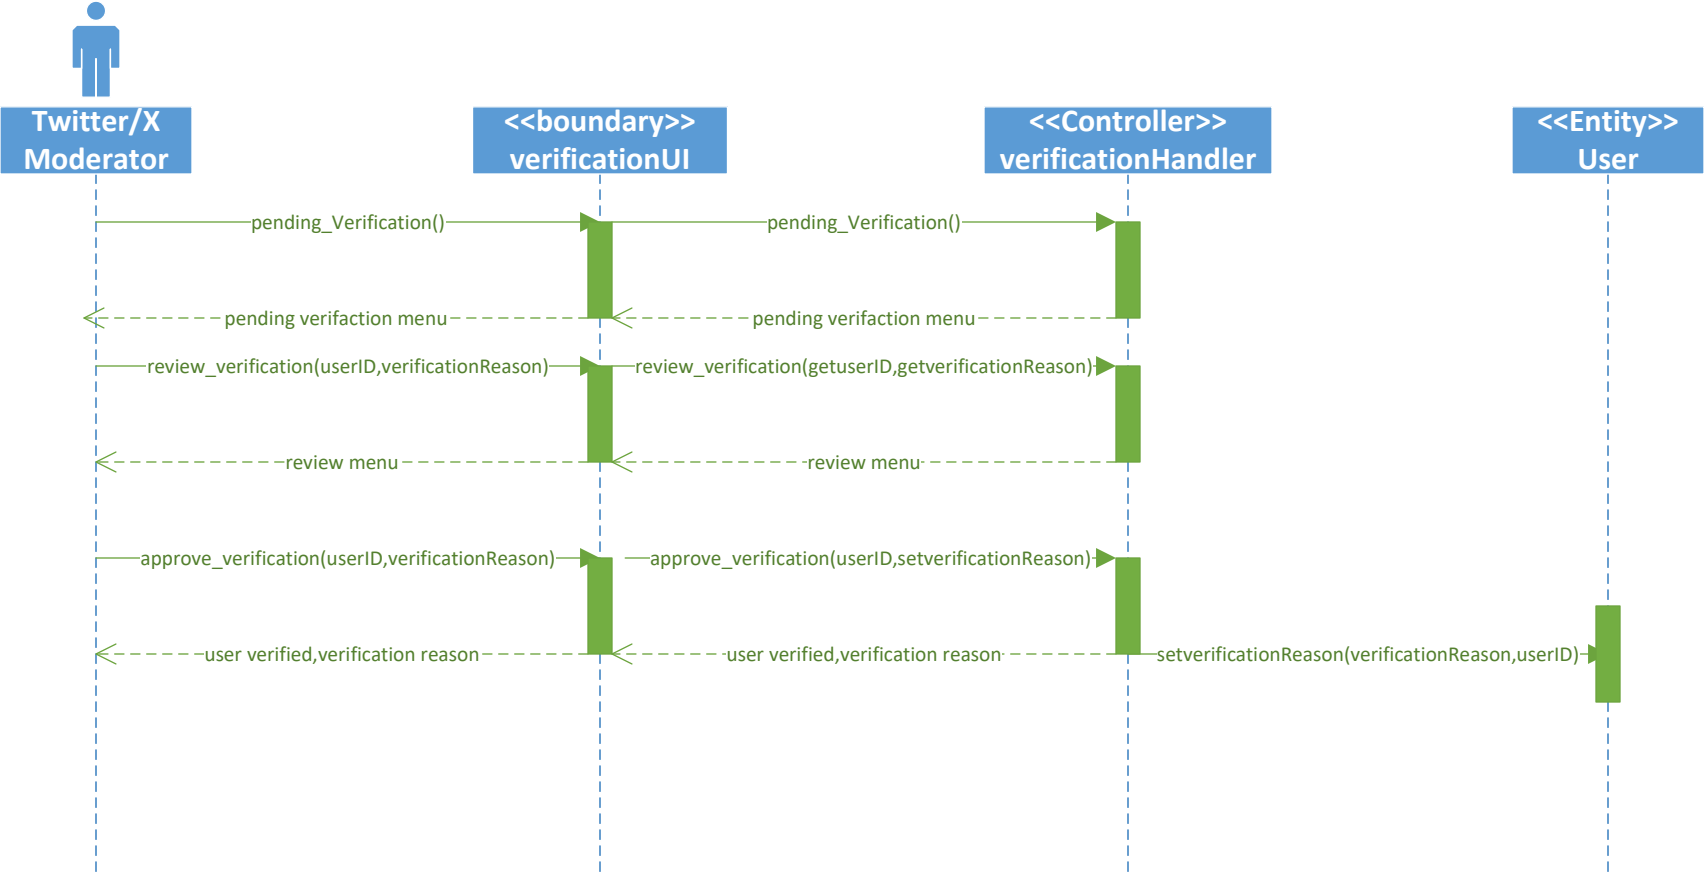 Twitter/X
Moderator
<<boundary>>
verificationUI
<<Controller>>
verificationHandler
<<Entity>>
User
pending_Verification()
pending_Verification()
pending verifaction menu
pending verifaction menu
review_verification(userID,verificationReason)
review_verification(getuserID,getverificationReason)
review menu
review menu
approve_verification(userID,verificationReason)
approve_verification(userID,setverificationReason)
user verified,verification reason
user verified,verification reason
setverificationReason(verificationReason,userID)